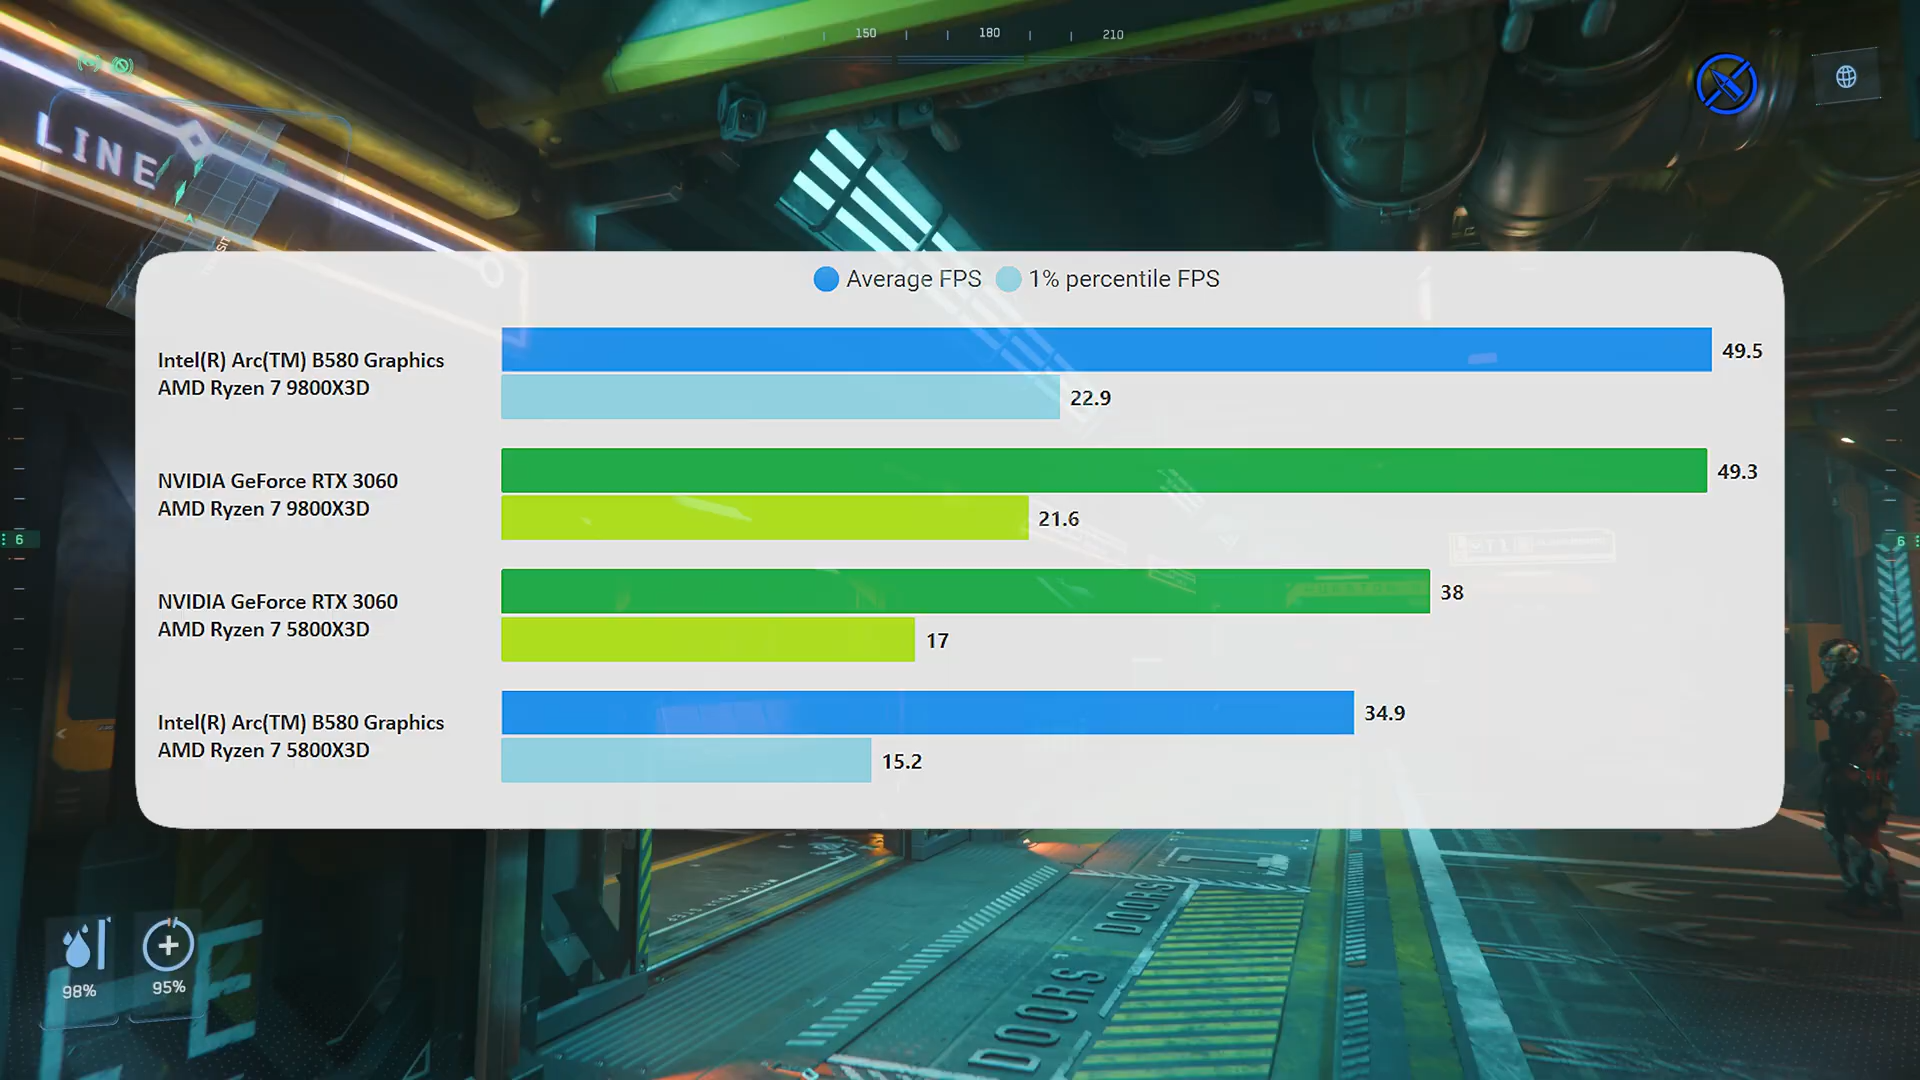 150 180 210
LINE
Average FPS 1% percentile FPS
Intel(R) Arc(TM) B580 Graphics
AMD Ryzen 7 9800X3D
49.5
22.9
NVIDIA GeForce RTX 3060
AMD Ryzen 7 9800X3D
49.3
21.6
6
6
NVIDIA GeForce RTX 3060
AMD Ryzen 7 5800X3D
38
17
Intel(R) Arc(TM) B580 Graphics
AMD Ryzen 7 5800X3D
34.9
15.2
DOORS
DOORS
98%
95%